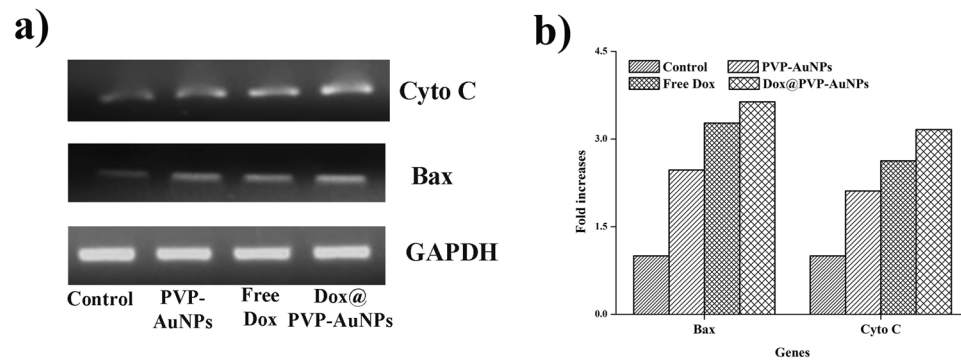 a)
Cyto C
Bax
GAPDH
Control
PVP-
AuNPs
Free
Dox
Dox@
PVP-AuNPs
b)
4.5
3.0
1.5
0.0
Fold increases
Control
PVP-AuNPs
Free Dox
Dox@PVP-AuNPs
Bax
Cyto C
Genes